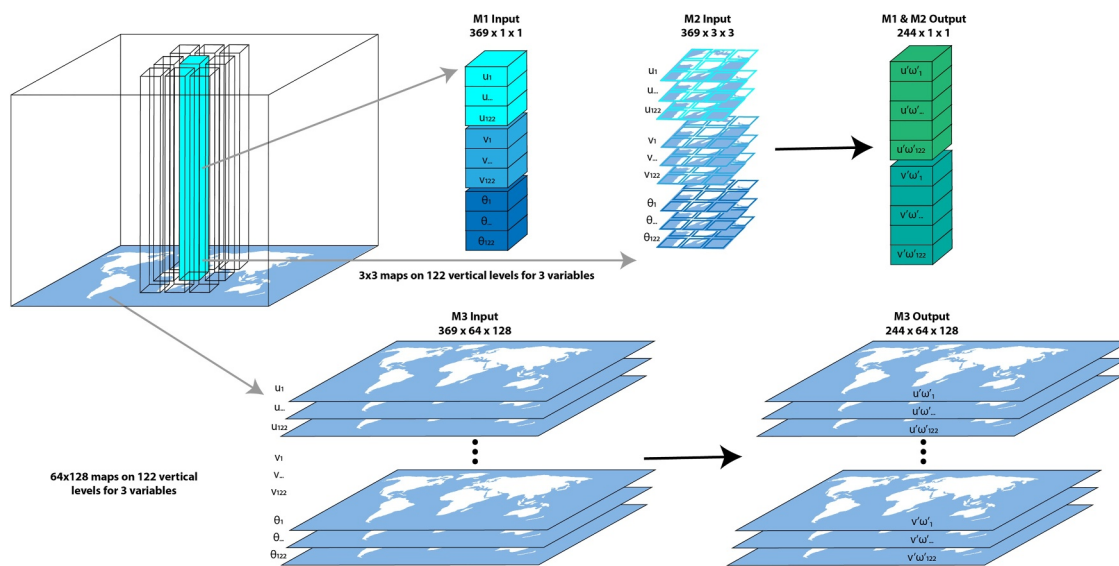 M1 Input
369 x 1 x 1
u₁
u...
u₁₂₂
v₁
v...
v₁₂₂
θ₁
θ...
θ₁₂₂
M2 Input
369 x 3 x 3
u₁
u...
u₁₂₂
v₁
v...
v₁₂₂
θ₁
θ...
θ₁₂₂
M1 & M2 Output
244 x 1 x 1
u'ω'₁
u'ω'...
u'ω'₁₂₂
v'ω'₁
v'ω'...
v'ω'₁₂₂
3x3 maps on 122 vertical levels for 3 variables
M3 Input
369 x 64 x 128
u₁
u...
u₁₂₂
v₁
v...
v₁₂₂
θ₁
θ...
θ₁₂₂
64x128 maps on 122 vertical
levels for 3 variables
M3 Output
244 x 64 x 128
u'ω'₁
u'ω'...
u'ω'₁₂₂
v'ω'₁
v'ω'...
v'ω'₁₂₂